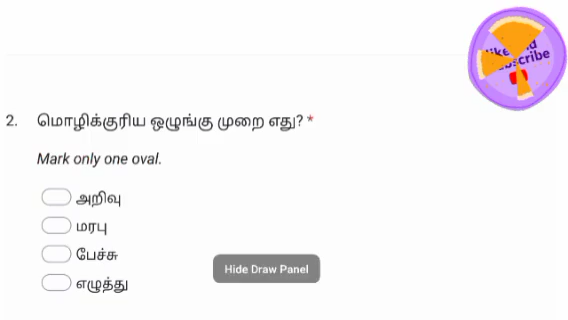 2. மொழிக்குரிய ஒழுங்கு முறை எது? *
Mark only one oval.
அறிவு
மரபு
பேச்சு
எழுத்து
Hide Draw Panel